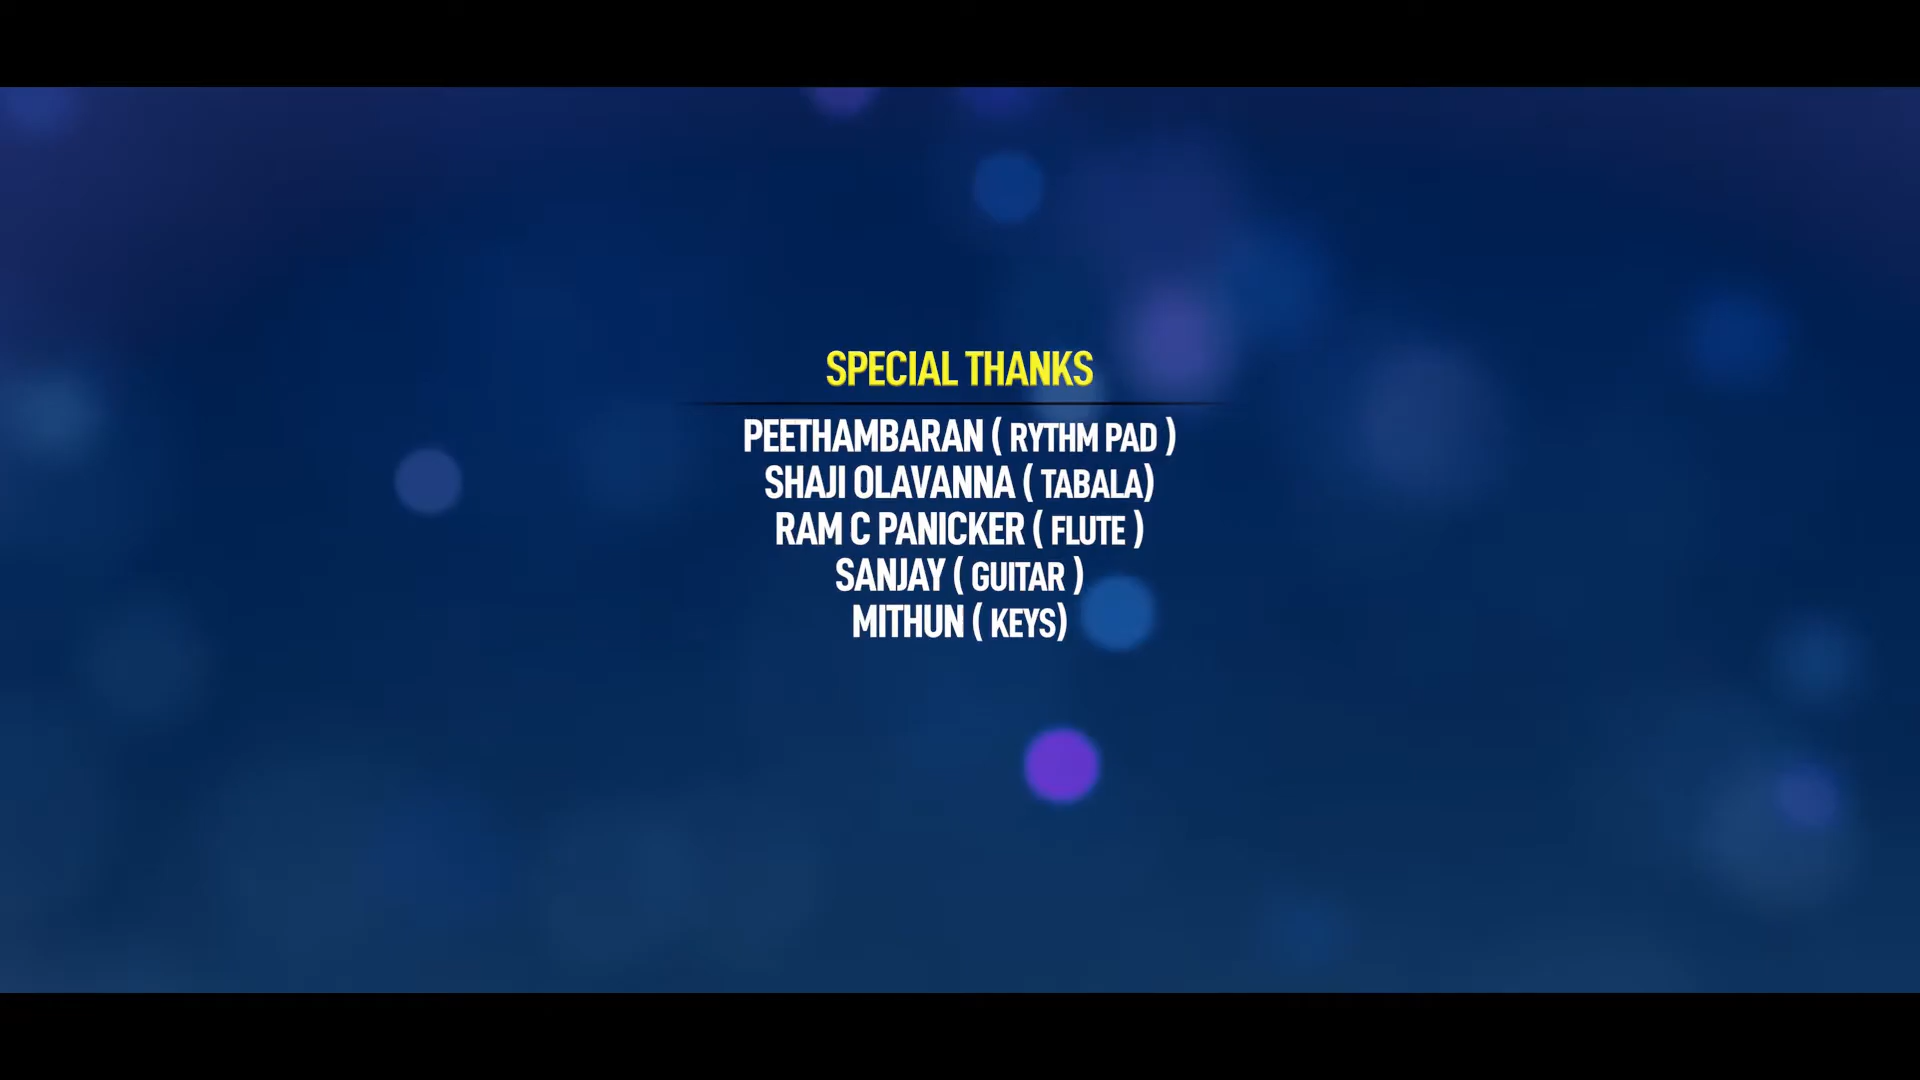 SPECIAL THANKS
PEETHAMBARAN ( RYTHM PAD )
SHAJI OLAVANNA ( TABALA)
RAM C PANICKER ( FLUTE )
SANJAY ( GUITAR )
MITHUN ( KEYS)